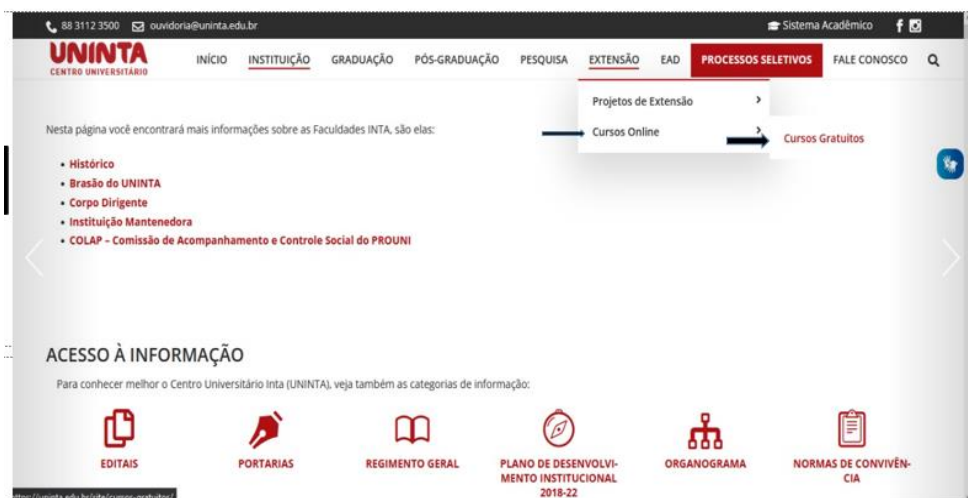 88 3112 3500 ouvidoria@uninta.edu.br Sistema Acadêmico
UNINTA
CENTRO UNIVERSITÁRIO
INÍCIO INSTITUIÇÃO GRADUAÇÃO PÓS-GRADUAÇÃO PESQUISA EXTENSÃO EAD PROCESSOS SELETIVOS FALE CONOSCO
Projetos de Extensão
Cursos Online
Cursos Gratuitos
Nesta página você encontrará mais informações sobre as Faculdades INTA, são elas:
• Histórico
• Brasão do UNINTA
• Corpo Dirigente
• Instituição Mantenedora
• COLAP – Comissão de Acompanhamento e Controle Social do PROUNI
ACESSO À INFORMAÇÃO
Para conhecer melhor o Centro Universitário Inta (UNINTA), veja também as categorias de informação:
EDITAIS
PORTARIAS
REGIMENTO GERAL
PLANO DE DESENVOLVI-
MENTO INSTITUCIONAL
2018-22
ORGANOGRAMA
NORMAS DE CONVIVÊN-
CIA